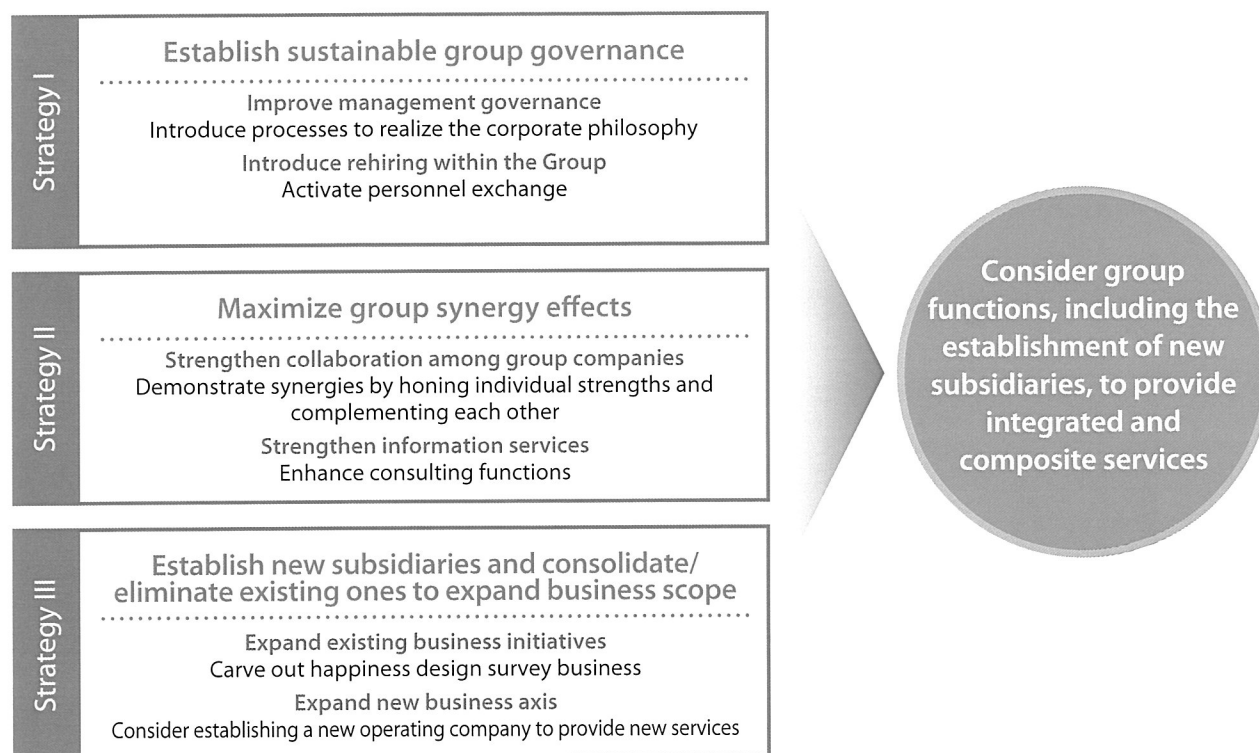 Strategy I
Establish sustainable group governance
Improve management governance
Introduce processes to realize the corporate philosophy
Introduce rehiring within the Group
Activate personnel exchange
Strategy II
Maximize group synergy effects
Strengthen collaboration among group companies
Demonstrate synergies by honing individual strengths and
complementing each other
Strengthen information services
Enhance consulting functions
Strategy III
Establish new subsidiaries and consolidate/
eliminate existing ones to expand business scope
Expand existing business initiatives
Carve out happiness design survey business
Expand new business axis
Consider establishing a new operating company to provide new services
Consider group
functions, including the
establishment of new
subsidiaries, to provide
integrated and
composite services